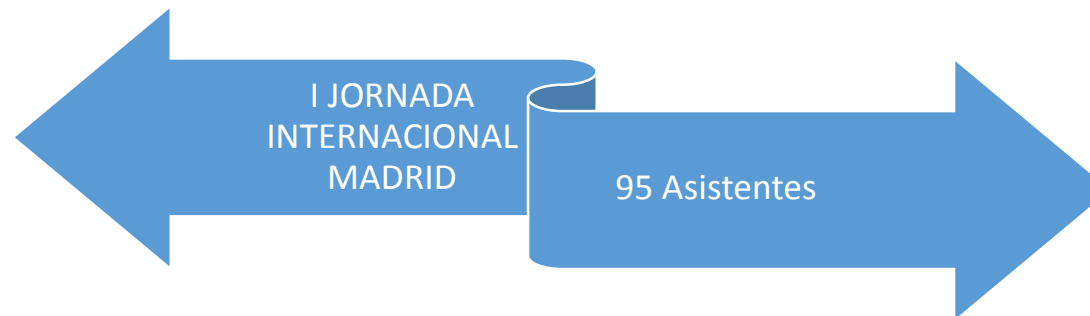 I JORNADA
INTERNACIONAL
MADRID
95 Asistentes